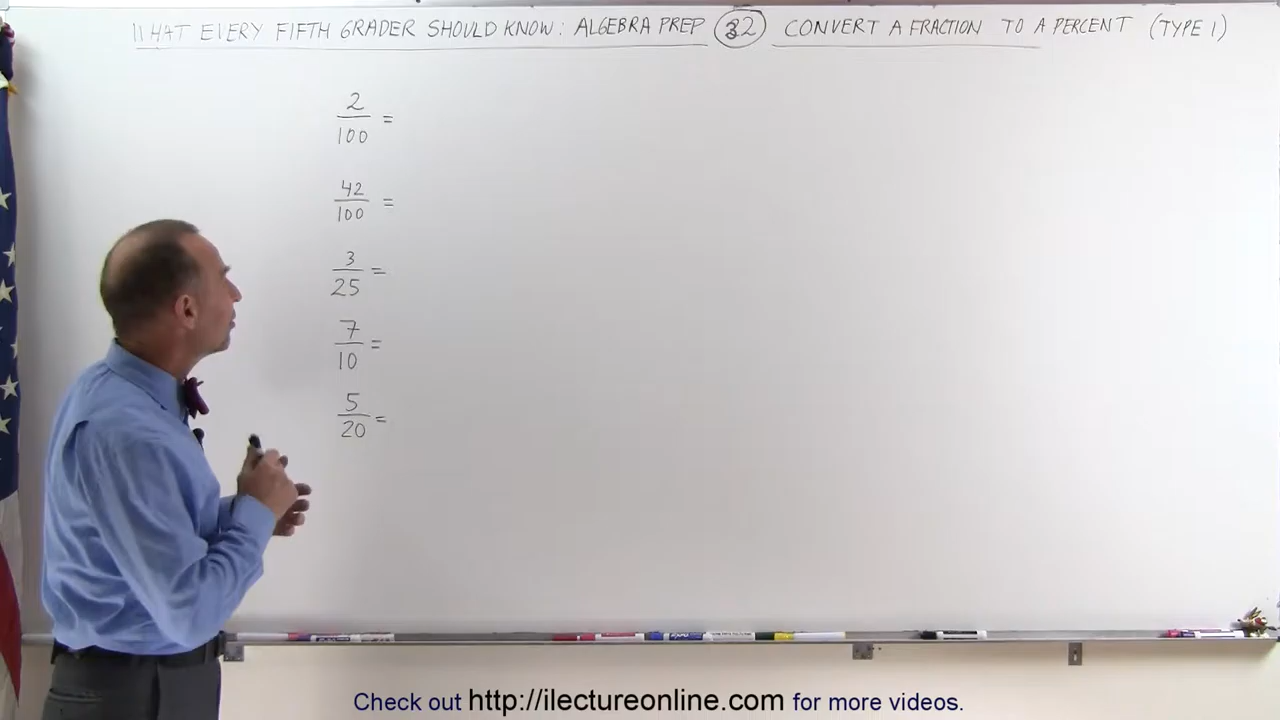 WHAT EVERY FIFTH GRADER SHOULD KNOW: ALGEBRA PREP 32 CONVERT A FRACTION TO A PERCENT (TYPE 1)
2/100 =
42/100 =
3/25 =
7/10 =
5/20 =
Check out http://ilectureonline.com for more videos.